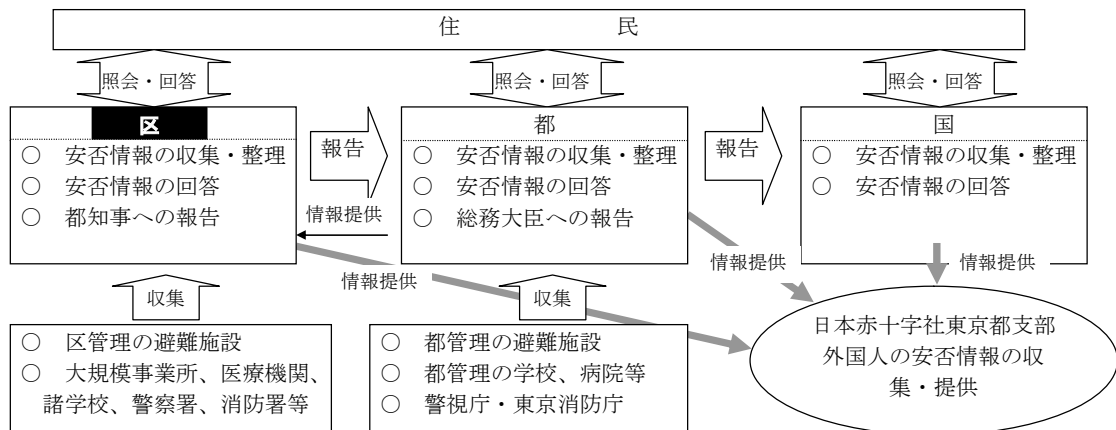 住 民
照会・回答
照会・回答
照会・回答
区
○ 安否情報の収集・整理
○ 安否情報の回答
○ 都知事への報告
報告
都
○ 安否情報の収集・整理
○ 安否情報の回答
○ 総務大臣への報告
報告
国
○ 安否情報の収集・整理
○ 安否情報の回答
情報提供
情報提供
情報提供
情報提供
収集
収集
○ 区管理の避難施設
○ 大規模事業所、医療機関、
諸学校、警察署、消防署等
○ 都管理の避難施設
○ 都管理の学校、病院等
○ 警視庁・東京消防庁
日本赤十字社東京都支部
外国人の安否情報の収
集・提供